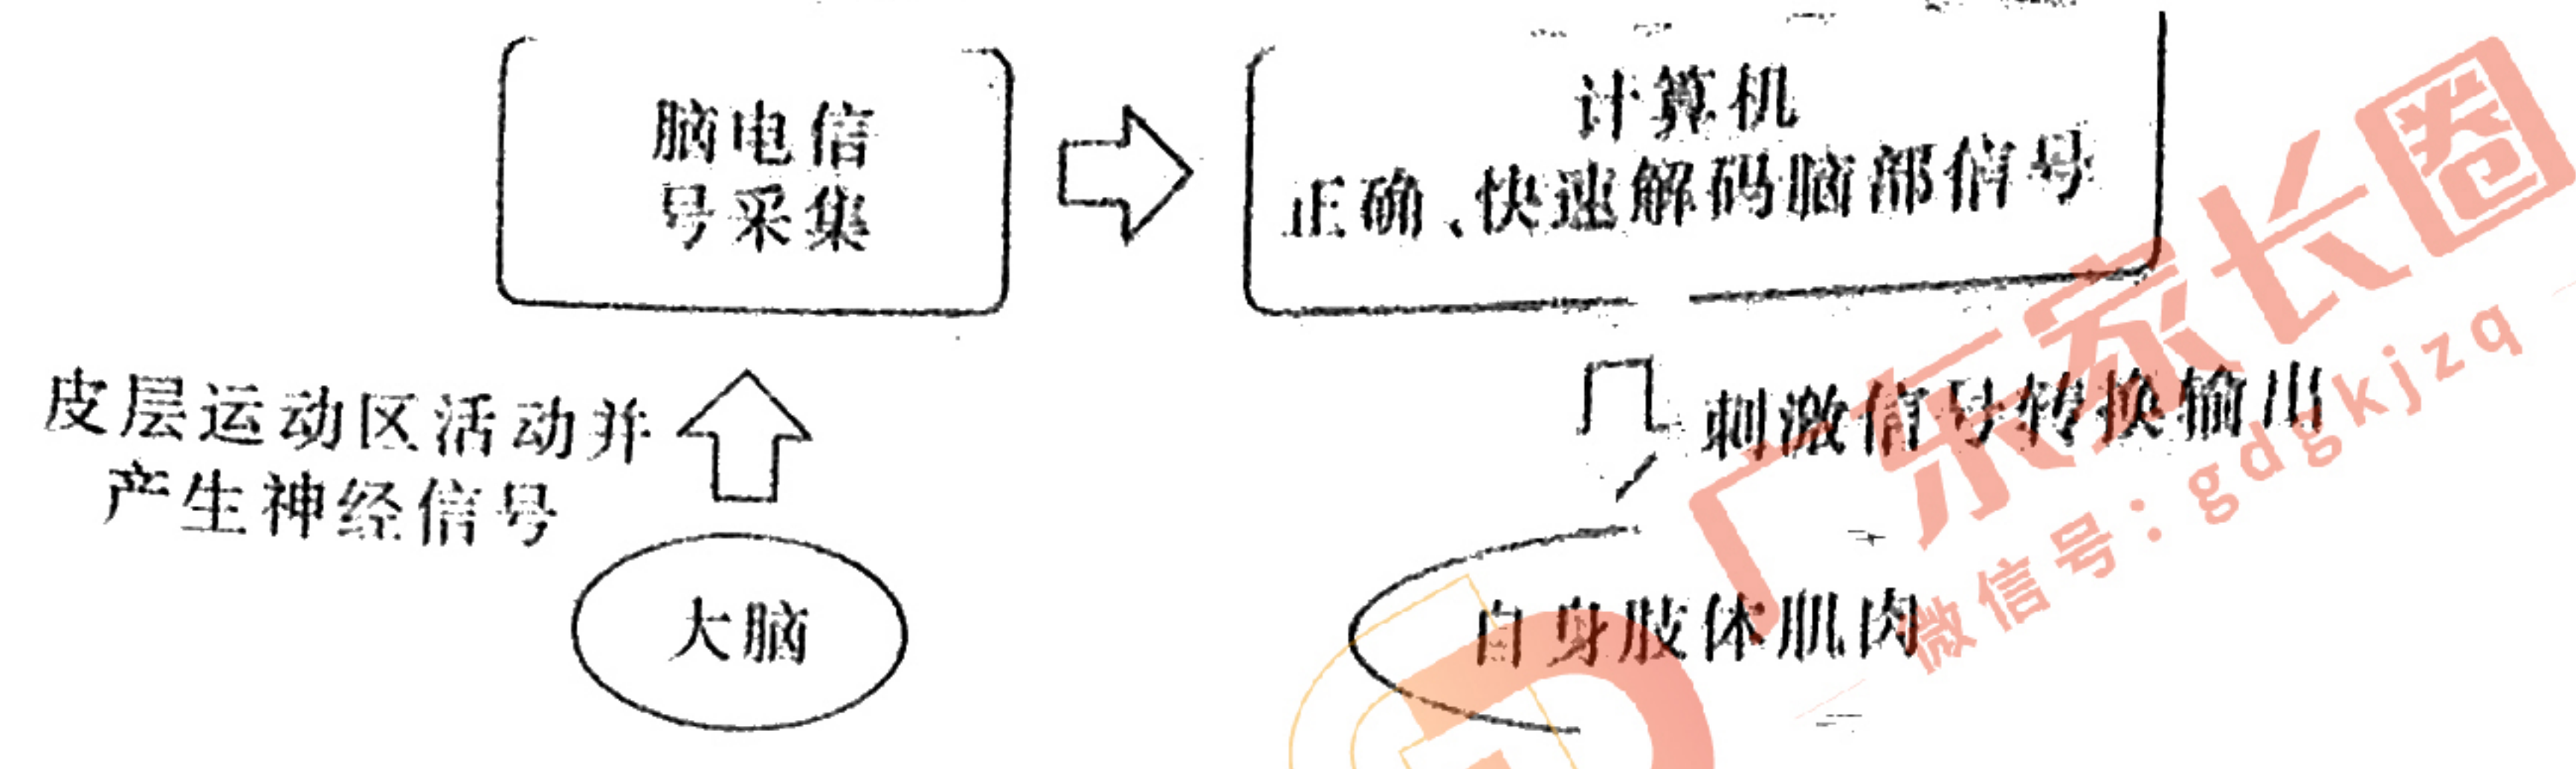 脑电信
号采集
计算机
正确、快速解码脑部信号
皮层运动区活动并
产生神经信号
刺激信号转换输出
大脑
自身肢体肌肉
广东家长圈
微信号：gdgkjzq